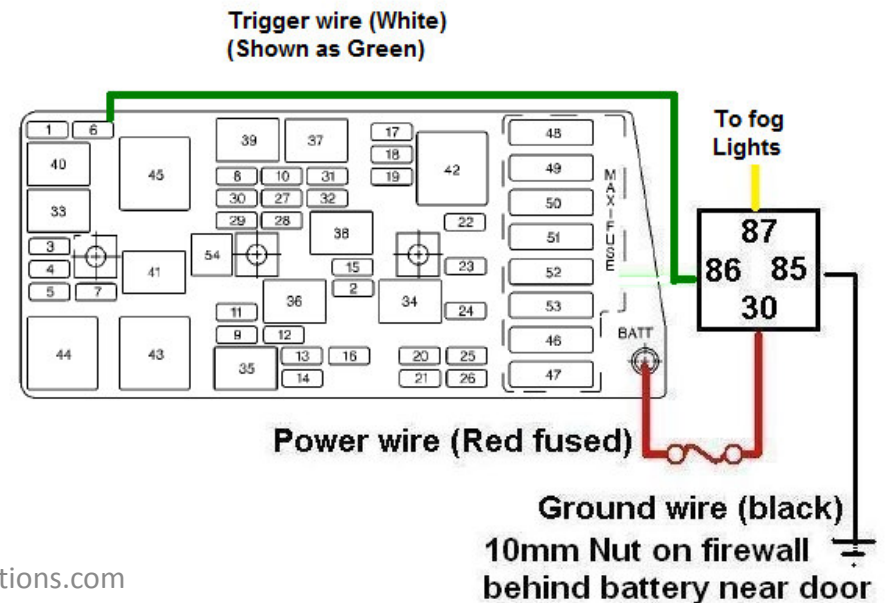 Trigger wire (White)
(Shown as Green)
To fog
Lights
1 6 39 37 17 48
40 45 18 42 49
8 10 31 19
30 27 32 50
33 29 28 38 22 51
3 54 15 23 52
4 41 2
5 7 36 34 53
11 24
9 12 46
44 43 35 13 16 20 25
14 21 26 47
MAXIFUSE
BATT
87
86 85
30
Power wire (Red fused)
Ground wire (black)
10mm Nut on firewall
behind battery near door
tions.com